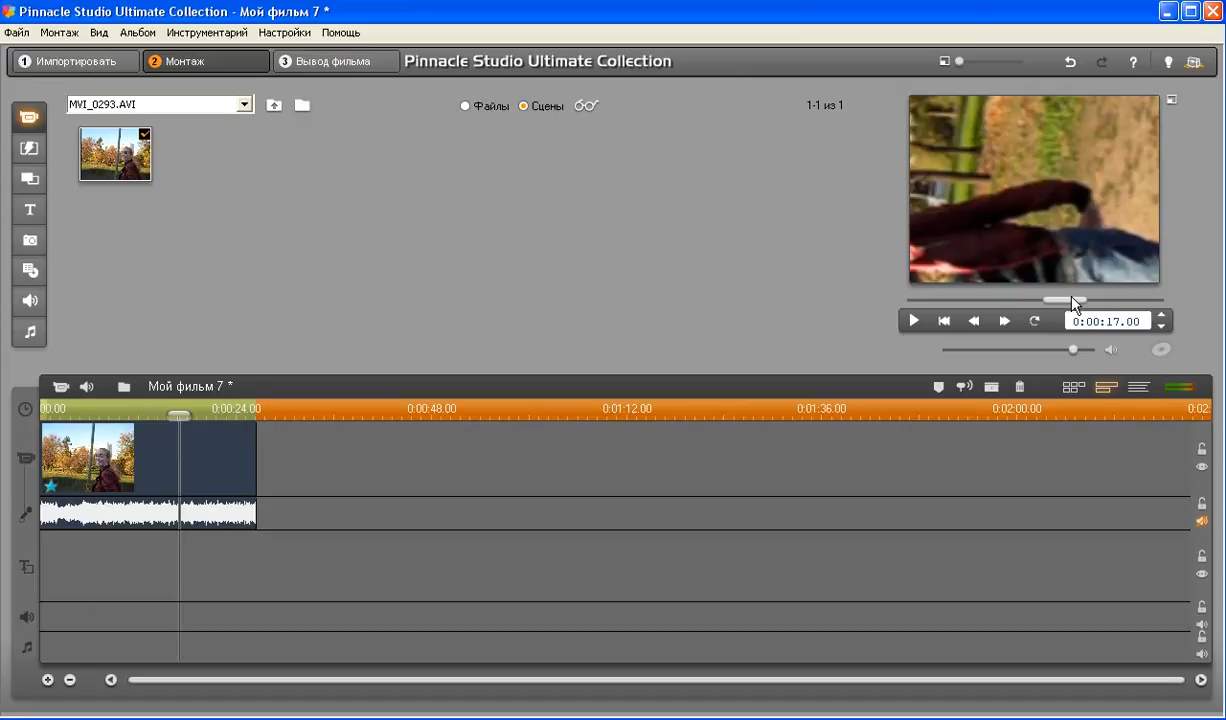 Pinnacle Studio Ultimate Collection - Мой фильм 7 *
Файл Монтаж Вид Альбом Инструментарий Настройки Помощь
1 Импортировать 2 Монтаж 3 Вывод фильма Pinnacle Studio Ultimate Collection
MVI_0293.AVI Файлы Сцены 1-1 из 1
0:00:17.00
Мой фильм 7 *
00.00 0:00:24.00 0:00:48.00 0:01:12.00 0:01:36.00 0:02:00.00 0:02: